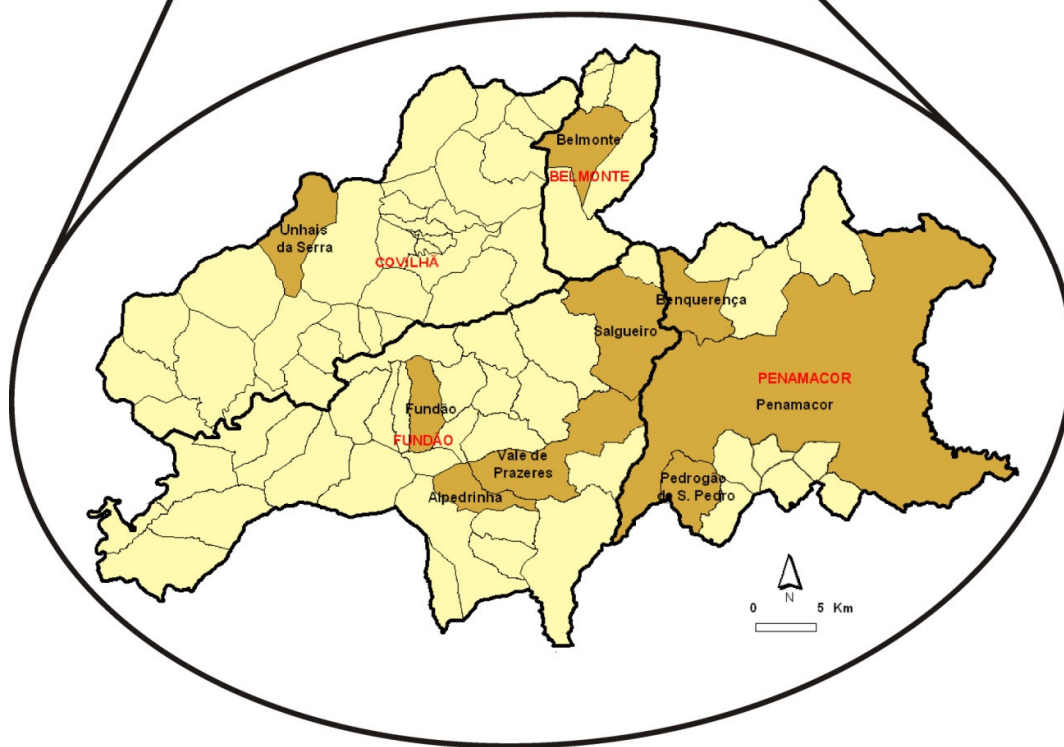 Belmonte
BELMONTE
Unhais
da Serra
COVILHÃ
Benquerença
Salgueiro
PENAMACOR
Penamacor
Fundão
FUNDÃO
Vale de
Prazeres
Alpedrinha
Pedrogão
de S. Pedro
N
0 5 Km